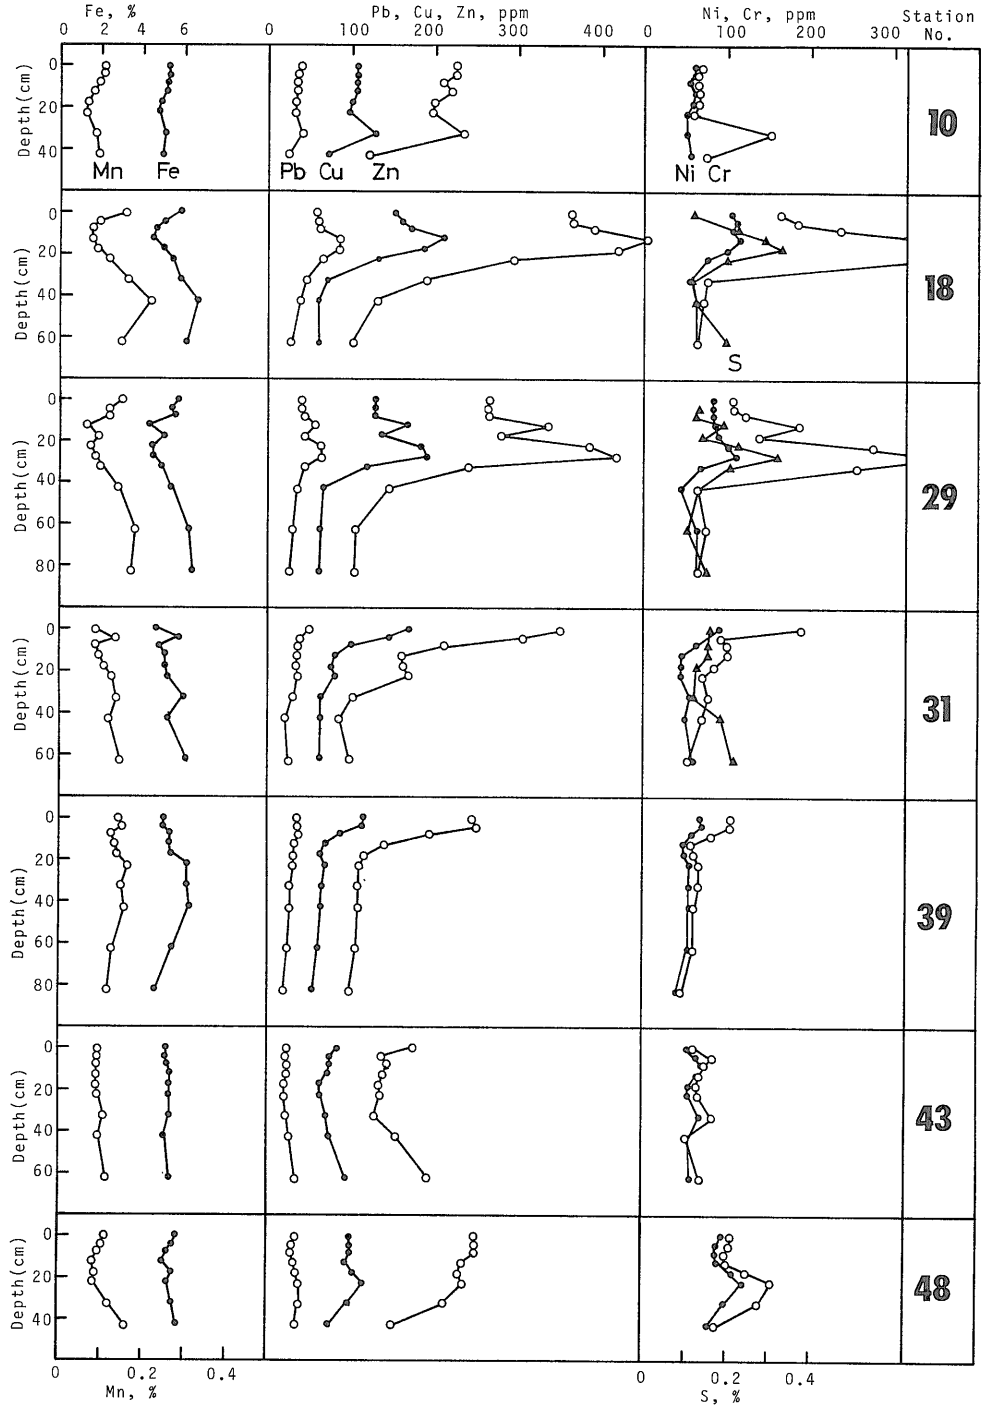 Fe, % Pb, Cu, Zn, ppm Ni, Cr, ppm Station No.
0 2 4 6 0 100 200 300 400 0 100 200 300
Depth(cm) 0 20 40 Mn Fe Pb Cu Zn Ni Cr 10
Depth(cm) 0 20 40 60 S 18
Depth(cm) 0 20 40 60 80 29
Depth(cm) 0 20 40 60 31
Depth(cm) 0 20 40 60 80 39
Depth(cm) 0 20 40 60 43
Depth(cm) 0 20 40 48
0 0.2 0.4 0 0.2 0.4
Mn, % S, %